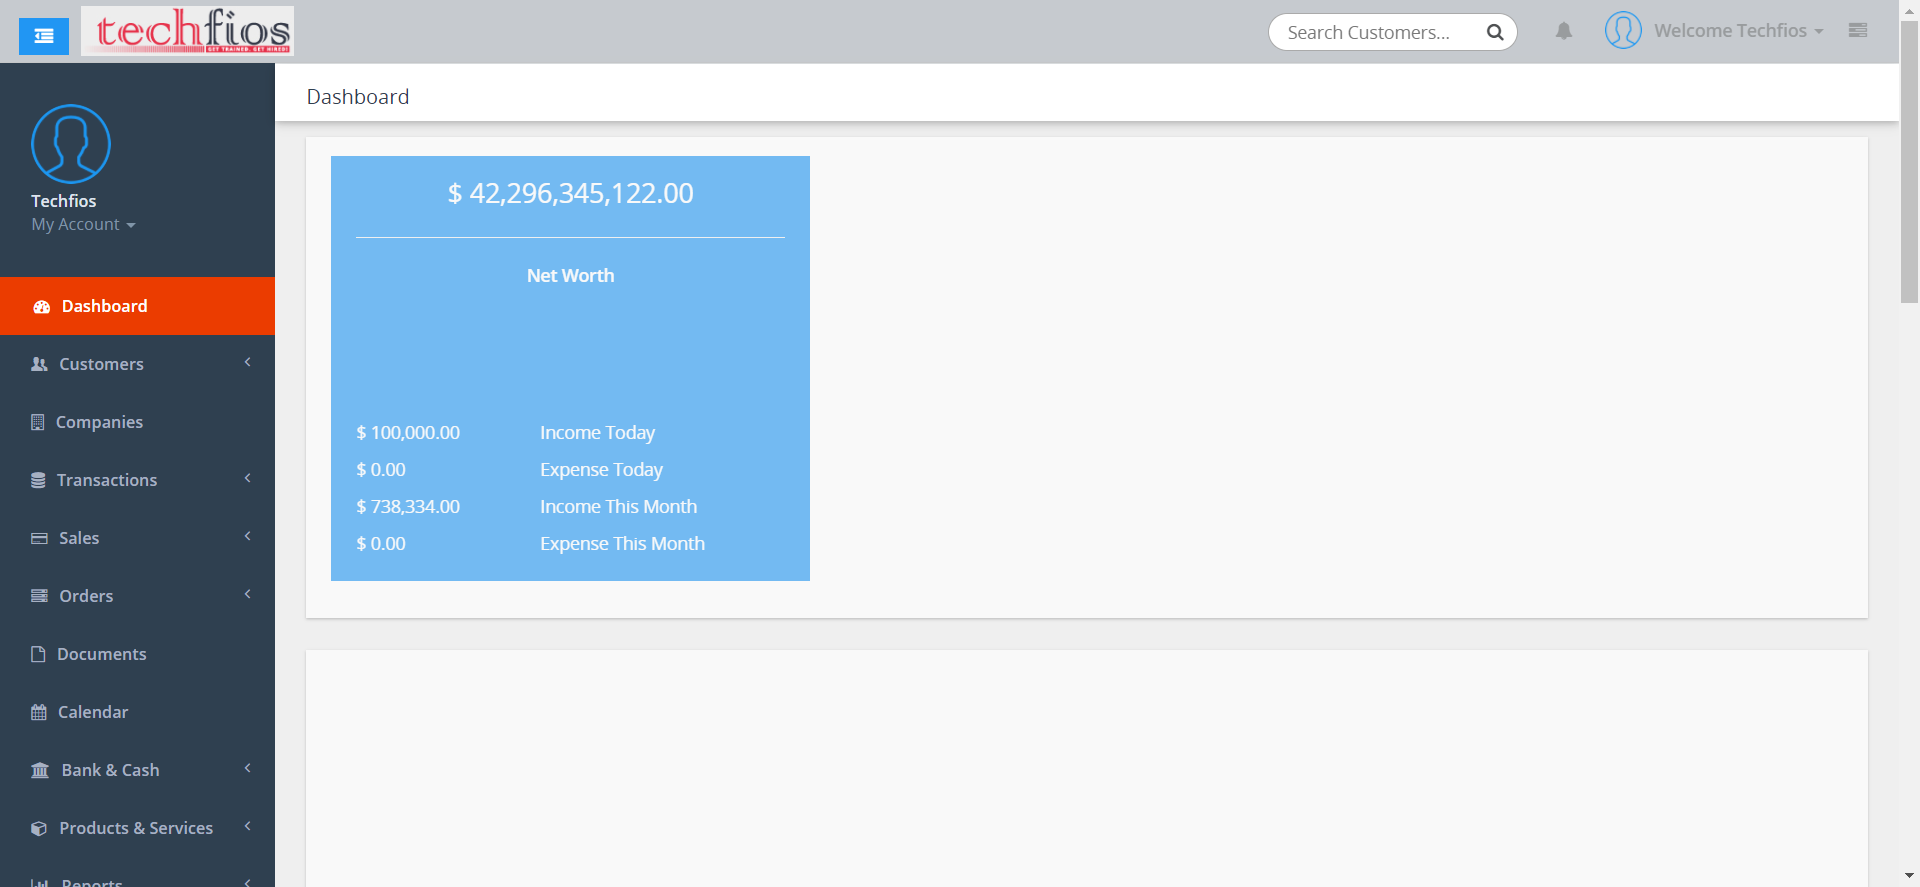 techfios
GET TRAINED. GET HIRED!
Search Customers...
Welcome Techfios
Techfios
My Account
Dashboard
Customers
Companies
Transactions
Sales
Orders
Documents
Calendar
Bank & Cash
Products & Services
Reports
Dashboard
$ 42,296,345,122.00
Net Worth
$ 100,000.00 Income Today
$ 0.00 Expense Today
$ 738,334.00 Income This Month
$ 0.00 Expense This Month